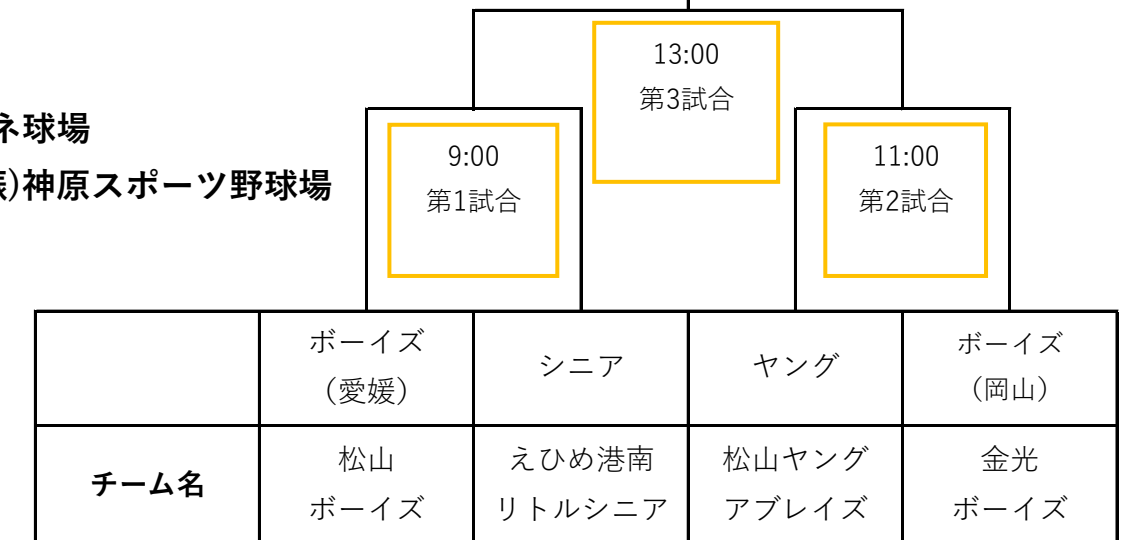 13:00
第3試合
ネ球場
)神原スポーツ野球場
9:00
第1試合
11:00
第2試合
ボーイズ
(愛媛)
シニア
ヤング
ボーイズ
(岡山)
チーム名
松山
ボーイズ
えひめ港南
リトルシニア
松山ヤング
アブレイズ
金光
ボーイズ